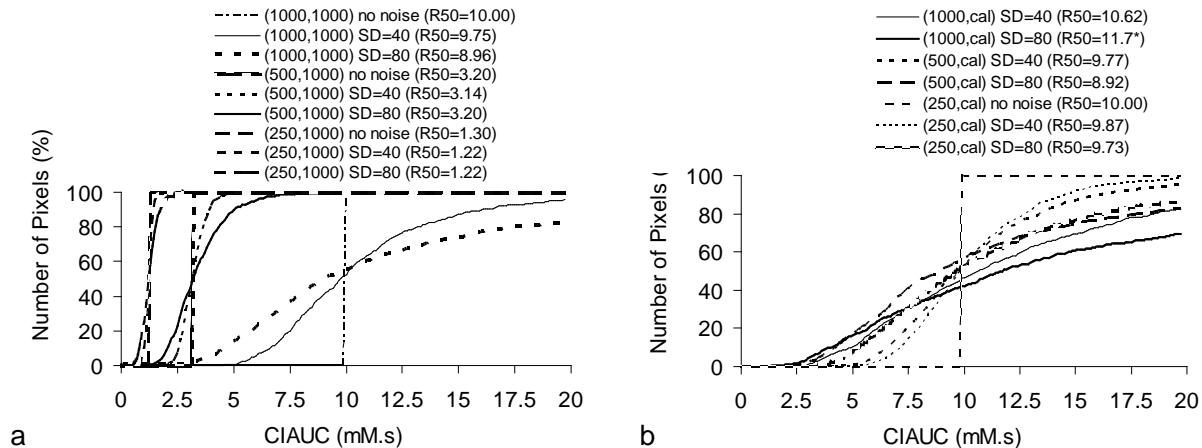 (1000,1000) no noise (R50=10.00)
(1000,1000) SD=40 (R50=9.75)
(1000,1000) SD=80 (R50=8.96)
(500,1000) no noise (R50=3.20)
(500,1000) SD=40 (R50=3.14)
(500,1000) SD=80 (R50=3.20)
(250,1000) no noise (R50=1.30)
(250,1000) SD=40 (R50=1.22)
(250,1000) SD=80 (R50=1.22)
Number of Pixels (%)
100
80
60
40
20
0
0 2.5 5 7.5 10 12.5 15 17.5 20
CIAUC (mM.s)
a
(1000,cal) SD=40 (R50=10.62)
(1000,cal) SD=80 (R50=11.7*)
(500,cal) SD=40 (R50=9.77)
(500,cal) SD=80 (R50=8.92)
(250,cal) no noise (R50=10.00)
(250,cal) SD=40 (R50=9.87)
(250,cal) SD=80 (R50=9.73)
Number of Pixels (
100
80
60
40
20
0
0 2.5 5 7.5 10 12.5 15 17.5 20
CIAUC (mM.s)
b